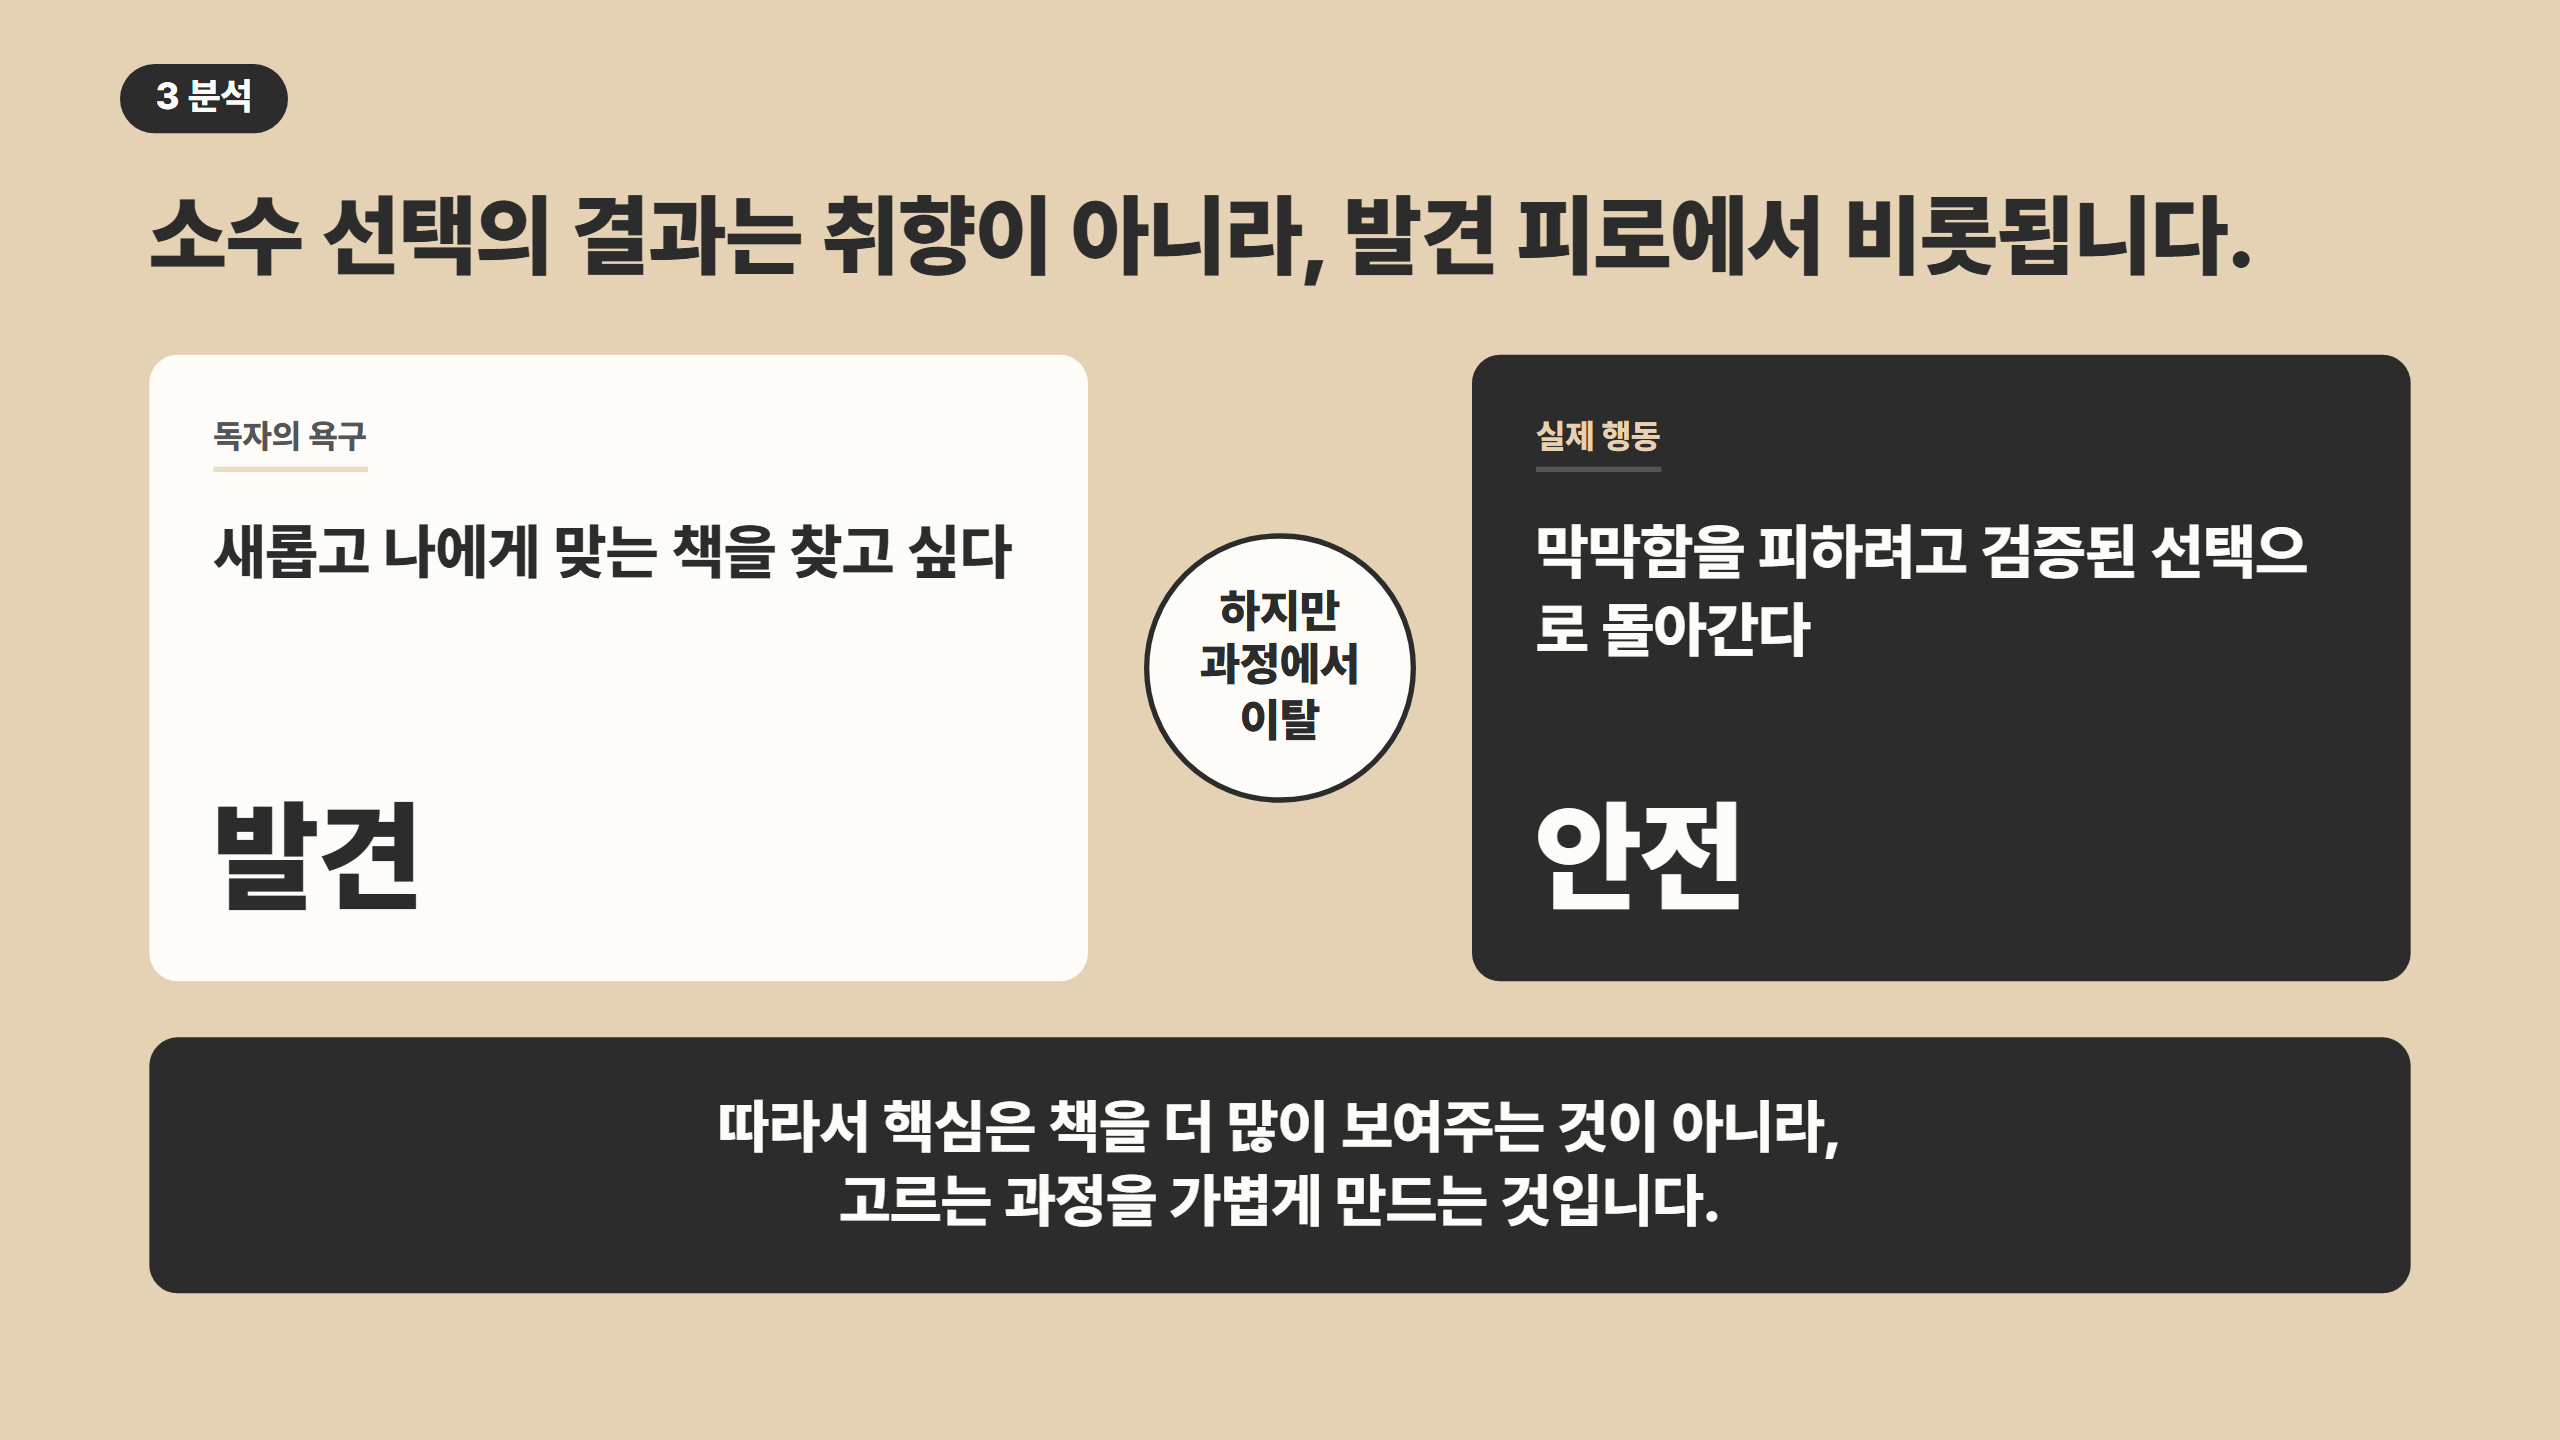 3 분석
소수 선택의 결과는 취향이 아니라, 발견 피로에서 비롯됩니다.
독자의 욕구
새롭고 나에게 맞는 책을 찾고 싶다
발견
하지만
과정에서
이탈
실제 행동
막막함을 피하려고 검증된 선택으
로 돌아간다
안전
따라서 핵심은 책을 더 많이 보여주는 것이 아니라,
고르는 과정을 가볍게 만드는 것입니다.